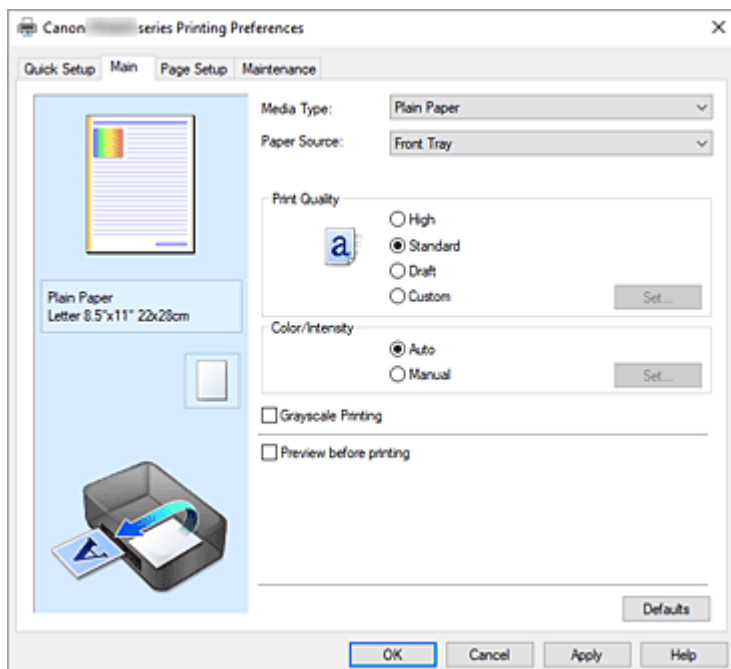 Canon series Printing Preferences
Quick Setup Main Page Setup Maintenance
Media Type: Plain Paper
Paper Source: Front Tray
Print Quality
a
High
Standard
Draft
Custom Set...
Plain Paper
Letter 8.5"x11" 22x28cm
Color/Intensity
Auto
Manual Set...
Grayscale Printing
Preview before printing
A
Defaults
OK Cancel Apply Help